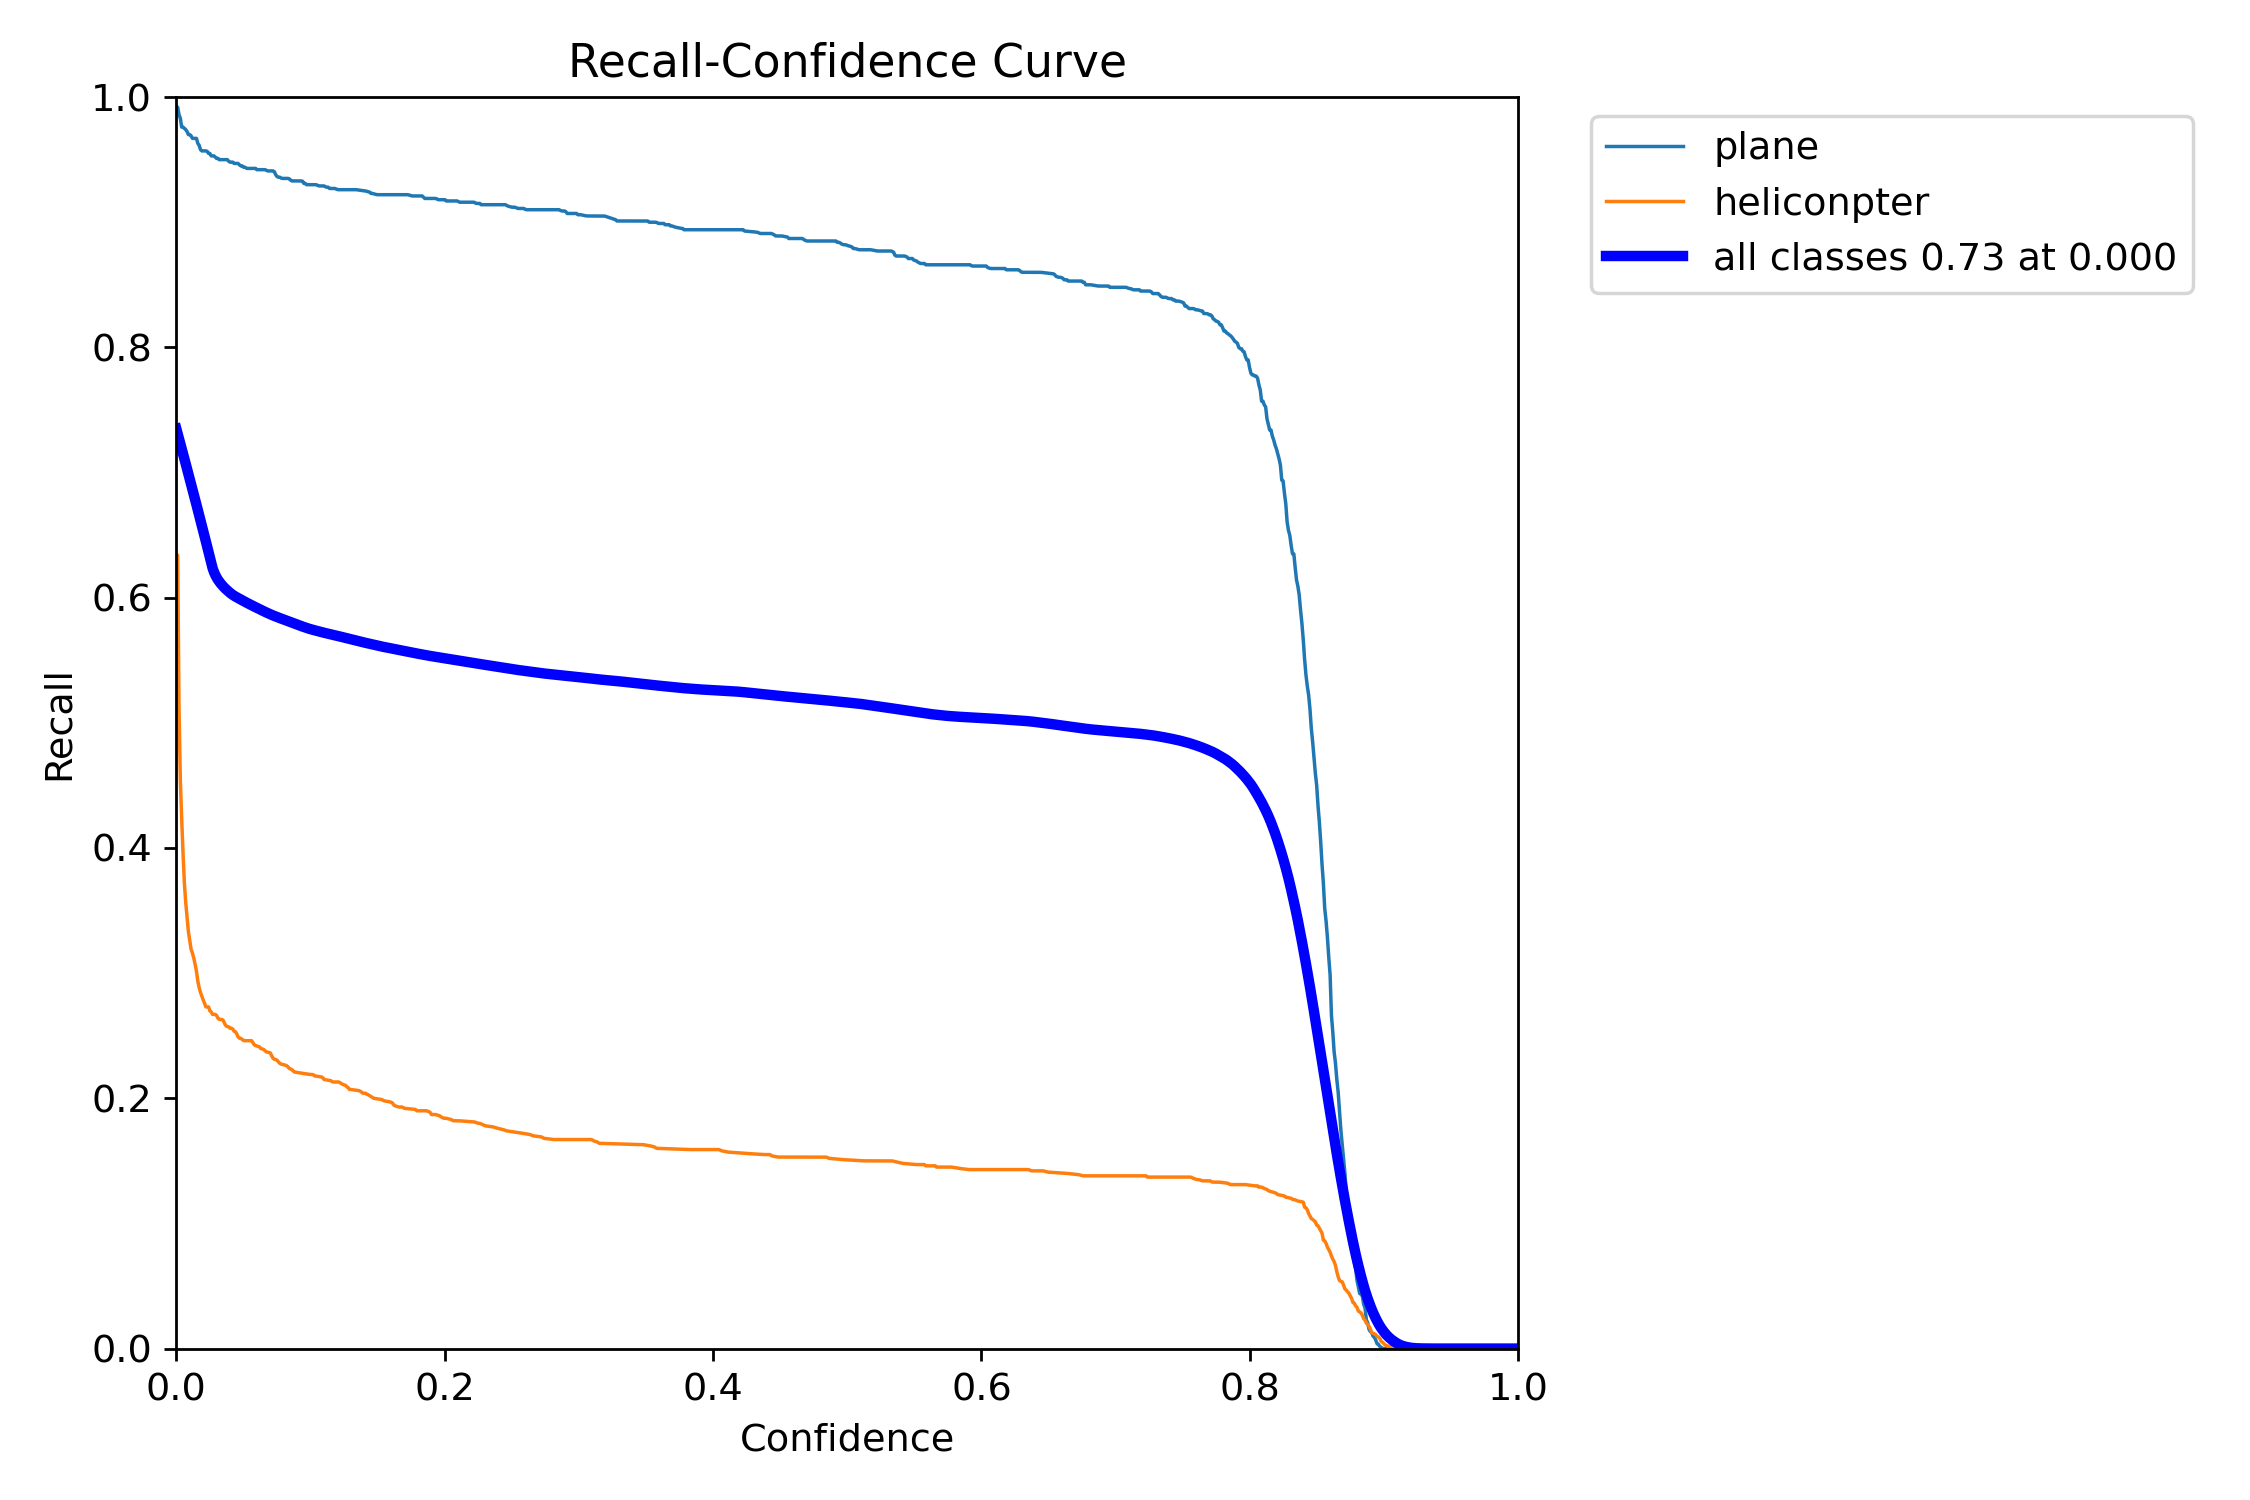 Recall-Confidence Curve
1.0
0.8
0.6
0.4
0.2
0.0
Recall
0.0 0.2 0.4 0.6 0.8 1.0
Confidence
plane
heliconpter
all classes 0.73 at 0.000